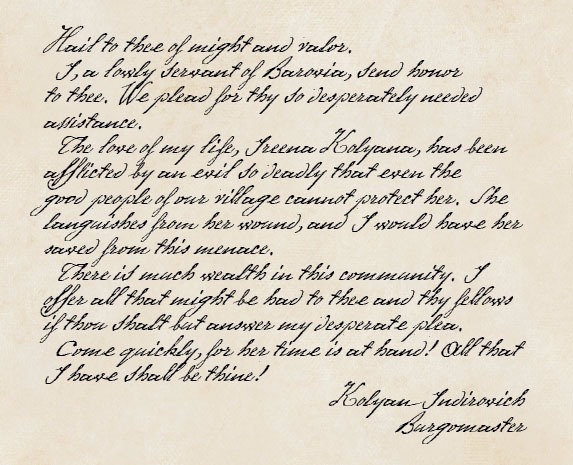 Hail to thee of might and valor.
I, a lowly servant of Barovia, send honor
to thee. We plead for thy so desperately needed
assistance.
The love of my life, Ireena Kolyana, has been
afflicted by an evil so deadly that even the
good people of our village cannot protect her. She
languishes from her wound, and I would have her
saved from this menace.
There is much wealth in this community. I
offer all that might be had to thee and thy fellows
if thou shalt but answer my desperate plea.
Come quickly, for her time is at hand! All that
I have shall be thine!
Kolyan Indirovich
Burgomaster